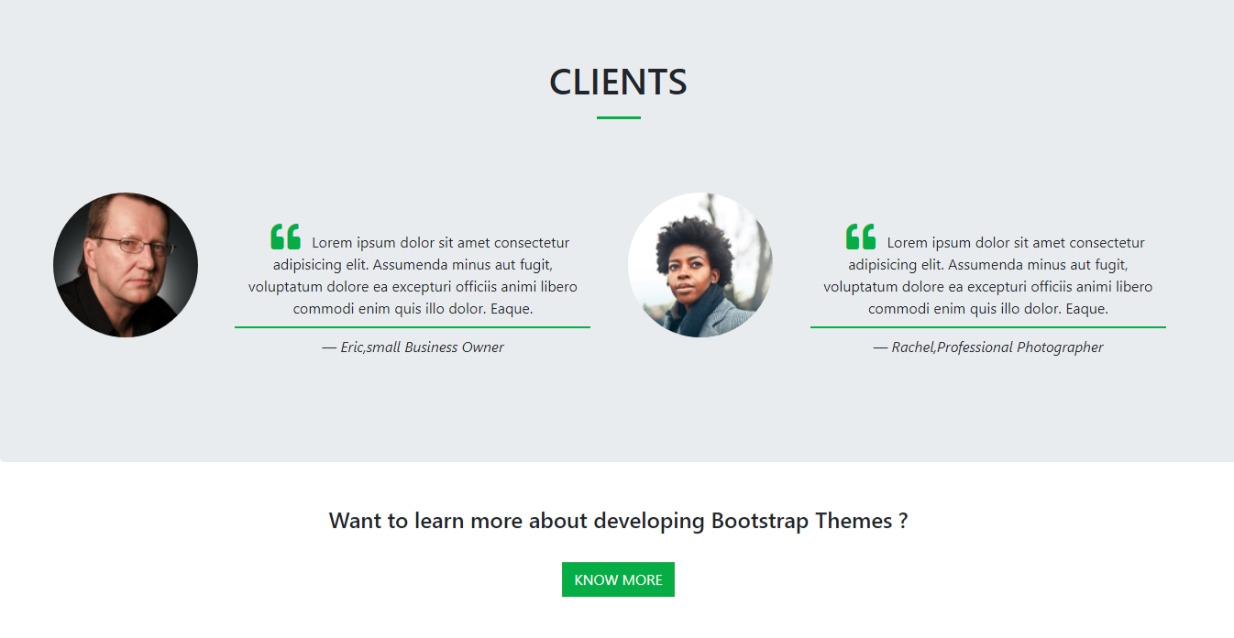 CLIENTS
Lorem ipsum dolor sit amet consectetur
adipisicing elit. Assumenda minus aut fugit,
voluptatum dolore ea excepturi officiis animi libero
commodi enim quis illo dolor. Eaque.
— Eric,small Business Owner
Lorem ipsum dolor sit amet consectetur
adipisicing elit. Assumenda minus aut fugit,
voluptatum dolore ea excepturi officiis animi libero
commodi enim quis illo dolor. Eaque.
— Rachel,Professional Photographer
Want to learn more about developing Bootstrap Themes ?
KNOW MORE